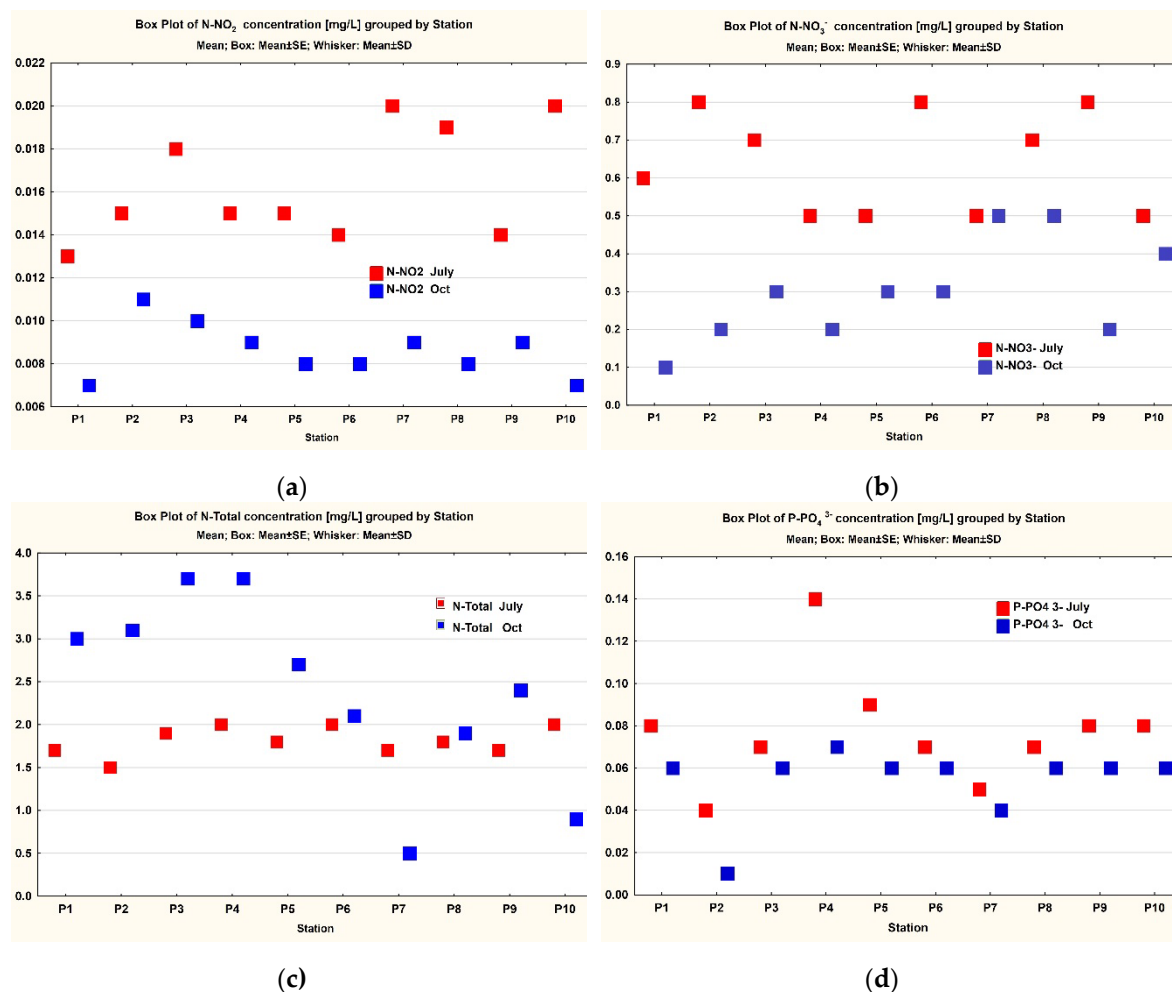 Box Plot of N-NO₂ concentration [mg/L] grouped by Station
Mean; Box: Mean±SE; Whisker: Mean±SD
0.022
0.020
0.018
0.016
0.014
0.012
0.010
0.008
0.006
N-NO2 July
N-NO2 Oct
P1 P2 P3 P4 P5 P6 P7 P8 P9 P10
Station
(a)
Box Plot of N-NO₃⁻ concentration [mg/L] grouped by Station
Mean; Box: Mean±SE; Whisker: Mean±SD
0.9
0.8
0.7
0.6
0.5
0.4
0.3
0.2
0.1
0.0
N-NO3- July
N-NO3- Oct
P1 P2 P3 P4 P5 P6 P7 P8 P9 P10
Station
(b)
Box Plot of N-Total concentration [mg/L] grouped by Station
Mean; Box: Mean±SE; Whisker: Mean±SD
4.0
3.5
3.0
2.5
2.0
1.5
1.0
0.5
0.0
N-Total July
N-Total Oct
P1 P2 P3 P4 P5 P6 P7 P8 P9 P10
Station
(c)
Box Plot of P-PO₄ ³⁻ concentration [mg/L] grouped by Station
Mean; Box: Mean±SE; Whisker: Mean±SD
0.16
0.14
0.12
0.10
0.08
0.06
0.04
0.02
0.00
P-PO4 3- July
P-PO4 3- Oct
P1 P2 P3 P4 P5 P6 P7 P8 P9 P10
Station
(d)